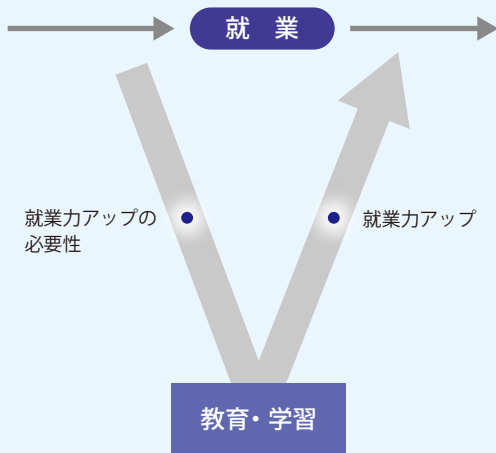 就　業
就業力アップの
必要性
就業力アップ
教育・学習